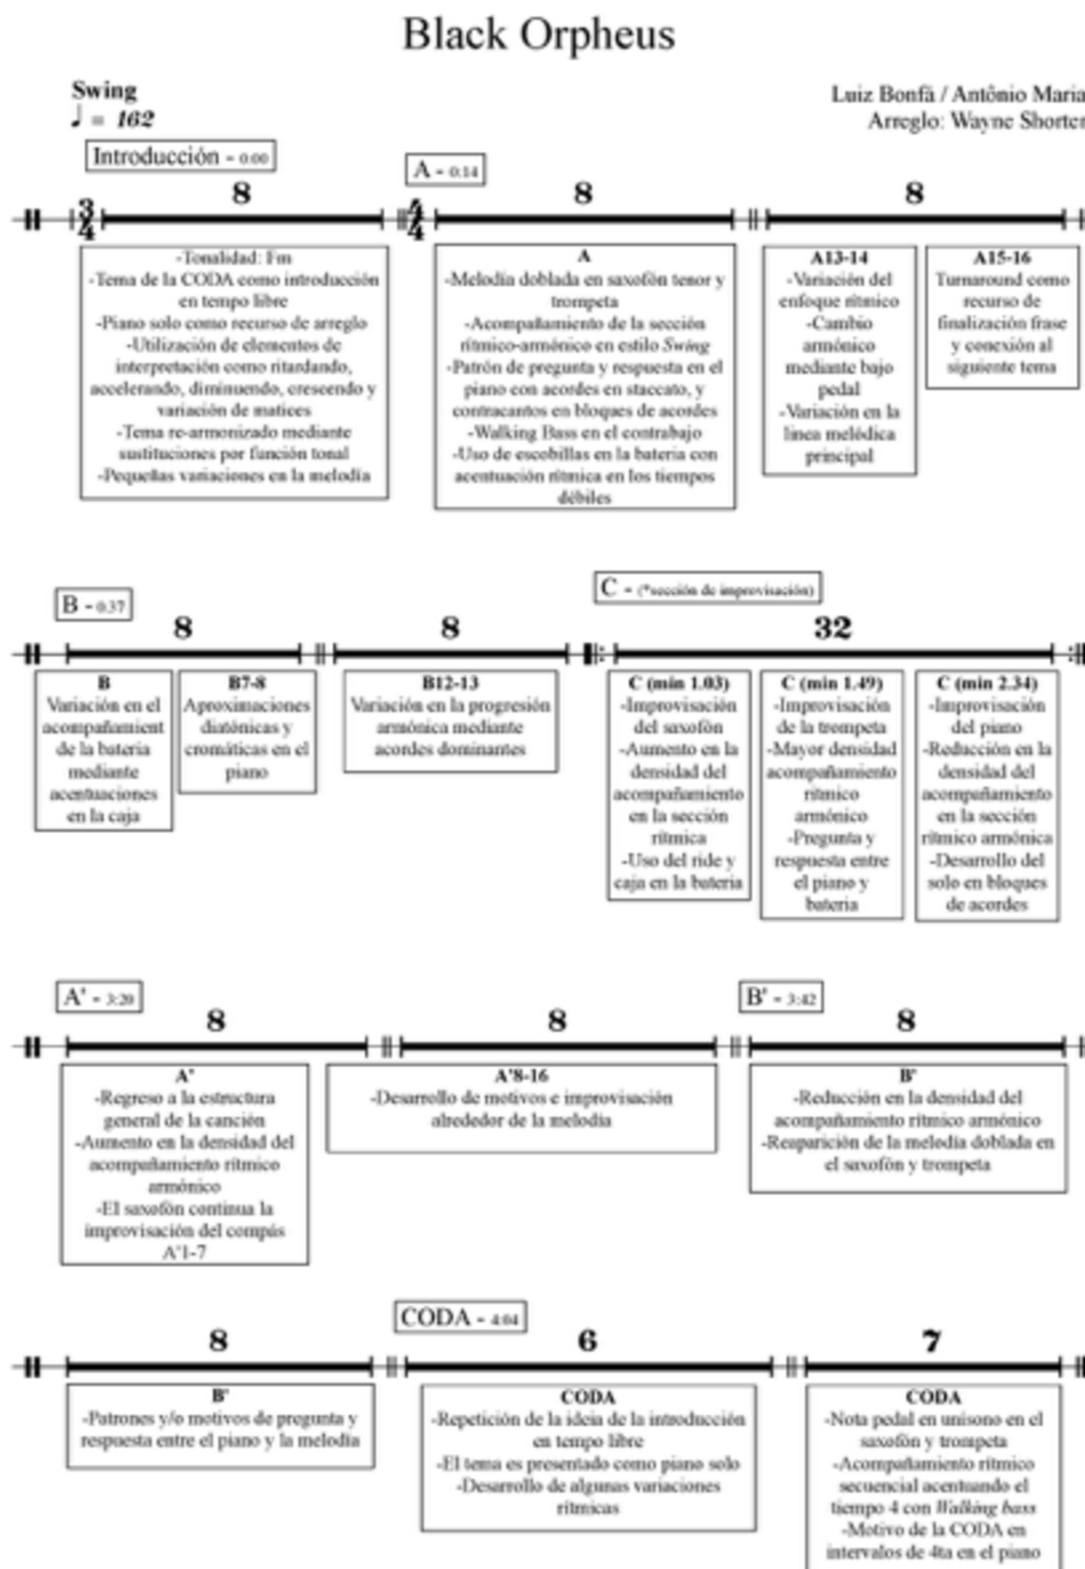 Black Orpheus
Swing
♩ = 162
Luiz Bonfá / Antônio Maria
Arreglo: Wayne Shorter
Introducción - 0:00
8
3/4
-Tonalidad: Fm
-Tema de la CODA como introducción
en tempo libre
-Piano solo como recurso de arreglo
-Utilización de elementos de
interpretación como ritardando,
accelerando, diminuendo, crescendo y
variación de matices
-Tema re-armonizado mediante
sustituciones por función tonal
-Pequeñas variaciones en la melodía
A - 0:14
8
4/4
A
-Melodía doblada en saxofón tenor y
trompeta
-Acompañamiento de la sección
rítmico-armónico en estilo Swing
-Patrón de pregunta y respuesta en el
piano con acordes en staccato, y
contracantos en bloques de acordes
-Walking Bass en el contrabajo
-Uso de escobillas en la bateria con
acentuación rítmica en los tiempos
débiles
8
A13-14
-Variación del
enfoque rítmico
-Cambio
armónico
mediante bajo
pedal
-Variación en la
linea melódica
principal
A15-16
Turnaround como
recurso de
finalización frase
y conexión al
siguiente tema
B - 0:37
8
B
Variación en el
acompañamient
de la bateria
mediante
acentuaciones
en la caja
B7-8
Aproximaciones
diatónicas y
cromáticas en el
piano
8
B12-13
Variación en la progresión
armónica mediante
acordes dominantes
C - (*sección de improvisación)
32
C (min 1.03)
-Improvisación
del saxofón
-Aumento en la
densidad del
acompañamiento
en la sección
rítmica
-Uso del ride y
caja en la bateria
C (min 1.49)
-Improvisación
de la trompeta
-Mayor densidad
acompañamiento
rítmico
armónico
-Pregunta y
respuesta entre
el piano y
bateria
C (min 2.34)
-Improvisación
del piano
-Reducción en la
densidad del
acompañamiento
en la sección
rítmico armónica
-Desarrollo del
solo en bloques
de acordes
A' - 3:20
8
A'
-Regreso a la estructura
general de la canción
-Aumento en la densidad del
acompañamiento rítmico
armónico
-El saxofón continua la
improvisación del compás
A'1-7
8
A'8-16
-Desarrollo de motivos e improvisación
alrededor de la melodía
B' - 3:42
8
B'
-Reducción en la densidad del
acompañamiento rítmico armónico
-Reaparición de la melodía doblada en
el saxofón y trompeta
8
B'
-Patrones y/o motivos de pregunta y
respuesta entre el piano y la melodía
CODA - 4:04
6
CODA
-Repetición de la ideia de la introducción
en tempo libre
-El tema es presentado como piano solo
-Desarrollo de algunas variaciones
rítmicas
7
CODA
-Nota pedal en unisono en el
saxofón y trompeta
-Acompañamiento rítmico
secuencial acentuando el
tiempo 4 con Walking bass
-Motivo de la CODA en
intervalos de 4ta en el piano